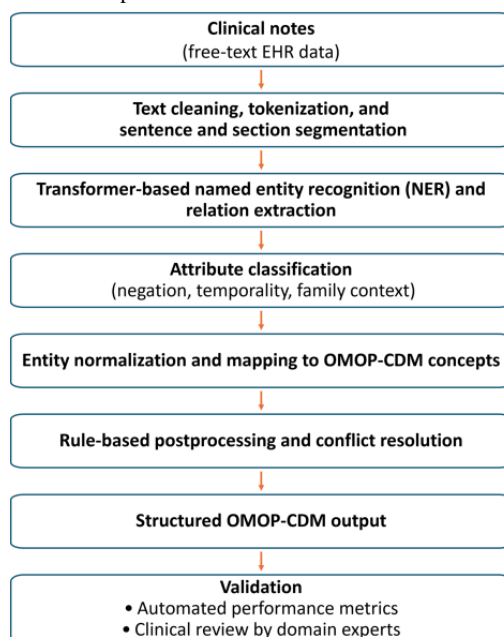 Clinical notes
(free-text EHR data)
Text cleaning, tokenization, and
sentence and section segmentation
Transformer-based named entity recognition (NER) and
relation extraction
Attribute classification
(negation, temporality, family context)
Entity normalization and mapping to OMOP-CDM concepts
Rule-based postprocessing and conflict resolution
Structured OMOP-CDM output
Validation
• Automated performance metrics
• Clinical review by domain experts